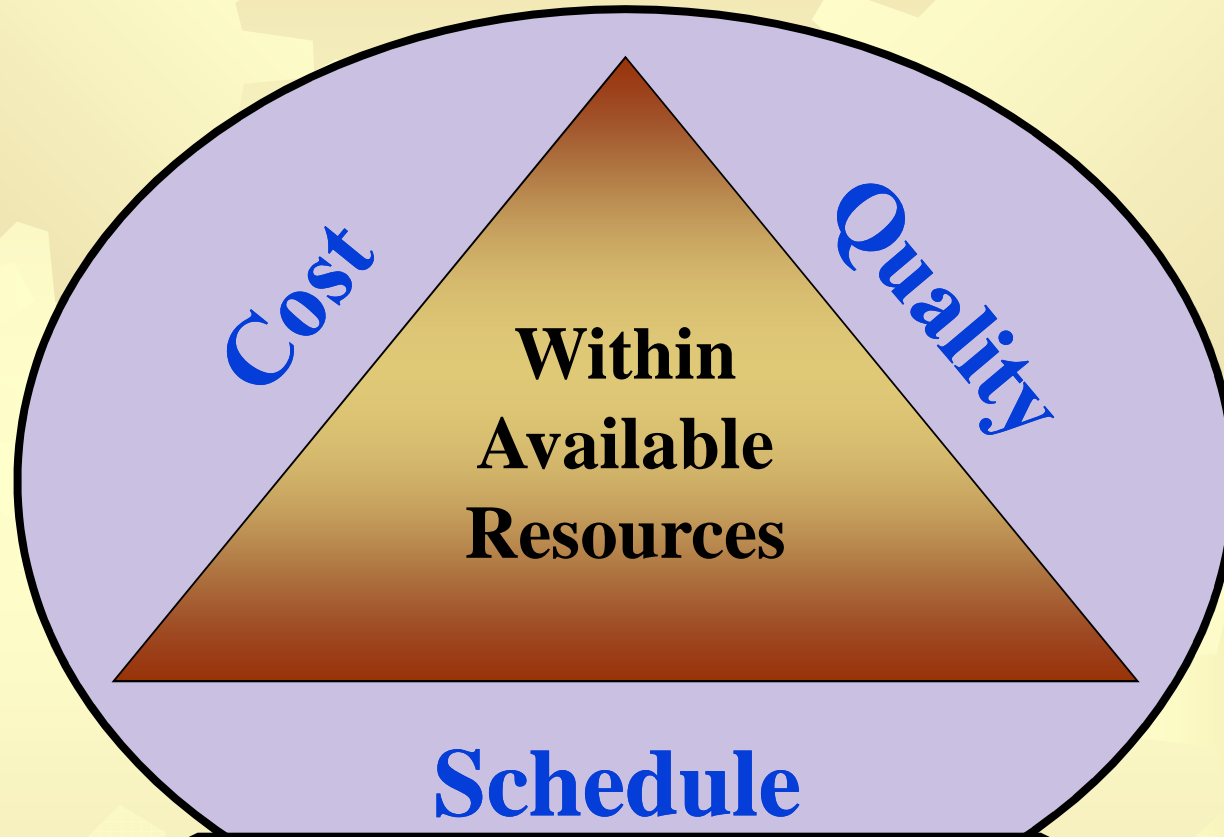 Cost
Quality
Within
Available
Resources
Schedule